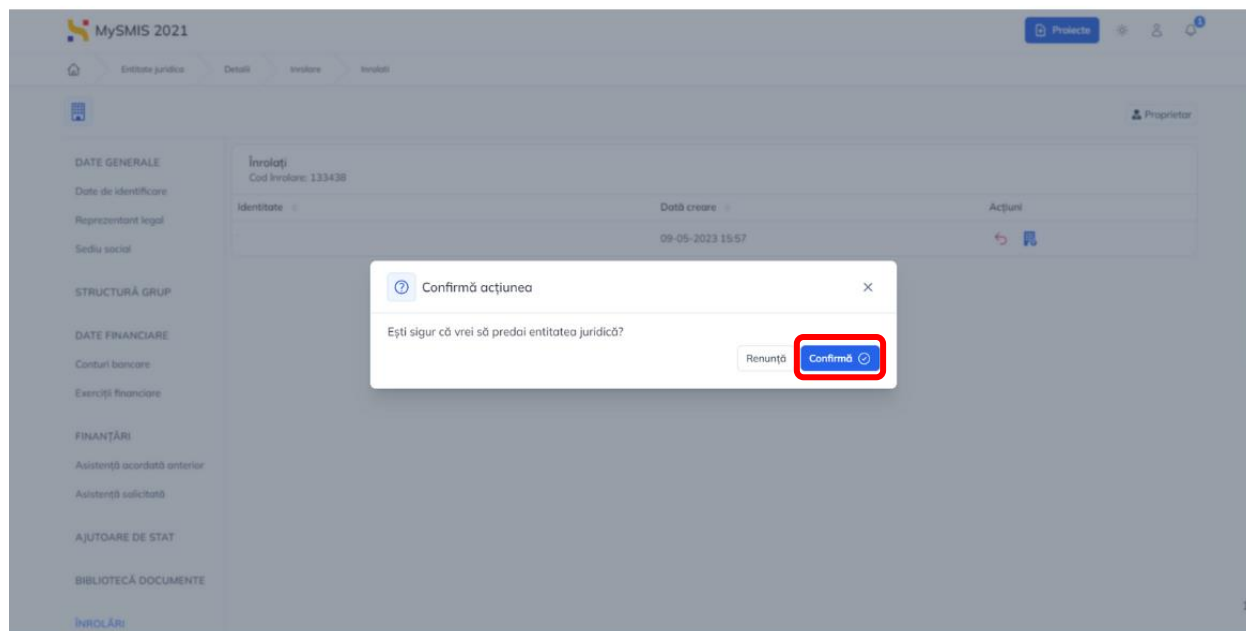 MySMIS 2021
Proiecte
Entitate juridica
Detalii
Inrolare
Inrolati
Proprietar
DATE GENERALE
Date de identificare
Reprezentant legal
Sediu social
STRUCTURĂ GRUP
DATE FINANCIARE
Conturi bancare
Exerciții financiare
FINANȚĂRI
Asistență acordată anterior
Asistență solicitată
AJUTOARE DE STAT
BIBLIOTECĂ DOCUMENTE
ÎNROLĂRI
Înrolați
Cod înrolare: 133438
Identitate
Dată creare
Acțiuni
09-05-2023 15:57
Confirmă acțiunea
Ești sigur că vrei să predai entitatea juridică?
Renunță
Confirmă